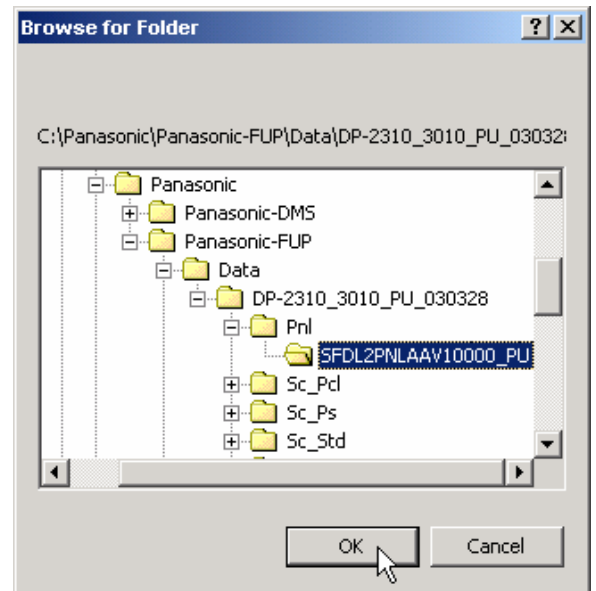 Browse for Folder
C:\Panasonic\Panasonic-FUP\Data\DP-2310_3010_PU_03032
Panasonic
Panasonic-DMS
Panasonic-FUP
Data
DP-2310_3010_PU_030328
Pnl
SFDL2PNLAAV10000_PU
Sc_Pcl
Sc_Ps
Sc_Std
OK
Cancel